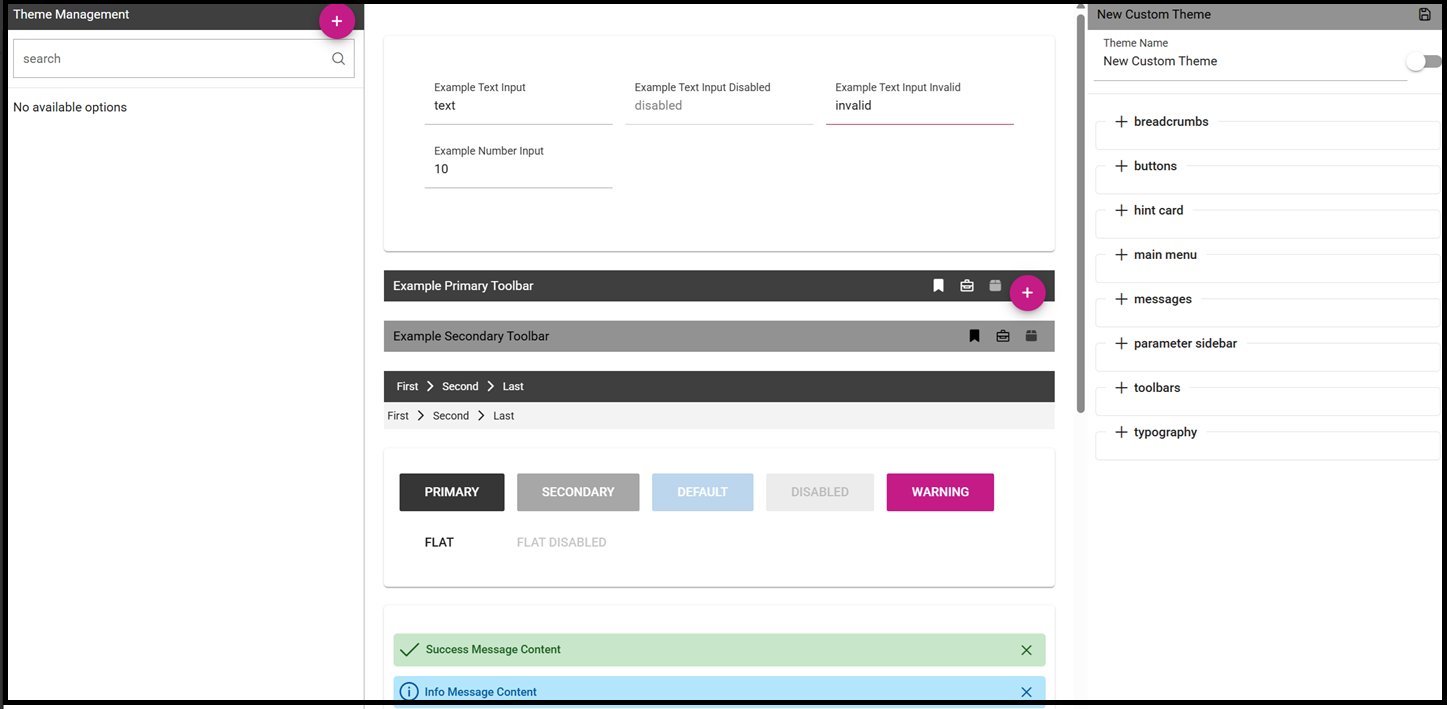 Theme Management
+
search
No available options
Example Text Input
text
Example Text Input Disabled
disabled
Example Text Input Invalid
invalid
Example Number Input
10
Example Primary Toolbar
+
Example Secondary Toolbar
First > Second > Last
First > Second > Last
PRIMARY SECONDARY DEFAULT DISABLED WARNING
FLAT FLAT DISABLED
Success Message Content
Info Message Content
New Custom Theme
Theme Name
New Custom Theme
+ breadcrumbs
+ buttons
+ hint card
+ main menu
+ messages
+ parameter sidebar
+ toolbars
+ typography